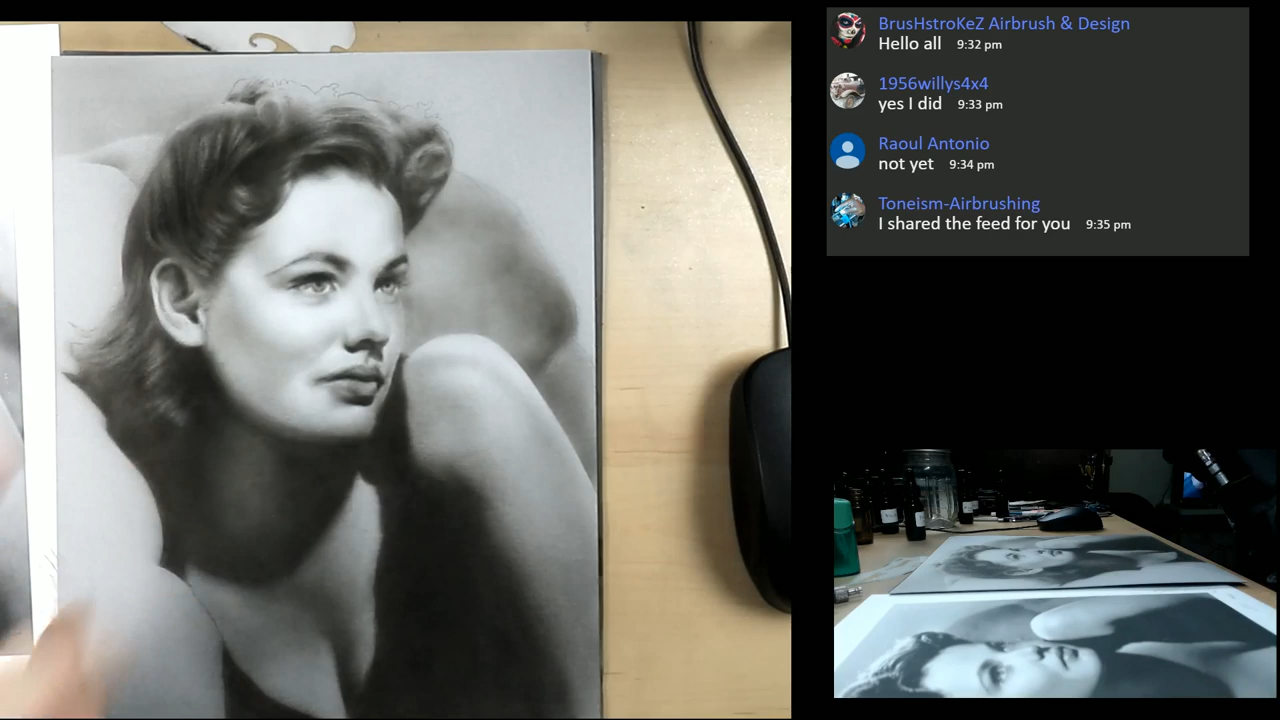 BrusHstroKeZ Airbrush & Design
Hello all 9:32 pm
1956willys4x4
yes I did 9:33 pm
Raoul Antonio
not yet 9:34 pm
Toneism-Airbrushing
I shared the feed for you 9:35 pm